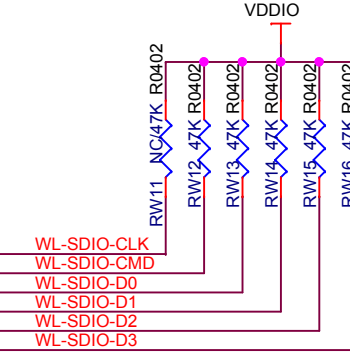 VDDIO
RW11 NC/47K R0402
RW12 47K R0402
RW13 47K R0402
RW14 47K R0402
RW15 47K R0402
RW16 47K R0402
WL-SDIO-CLK
WL-SDIO-CMD
WL-SDIO-D0
WL-SDIO-D1
WL-SDIO-D2
WL-SDIO-D3